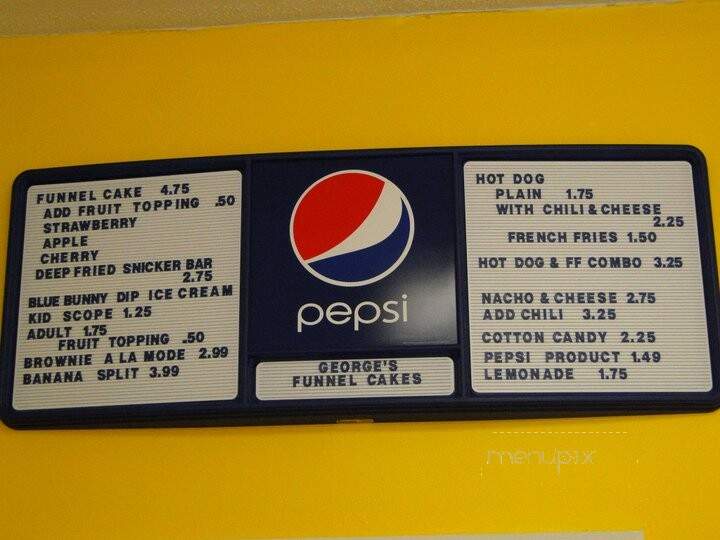 FUNNEL CAKE 4.75
ADD FRUIT TOPPING .50
STRAWBERRY
APPLE
CHERRY
DEEP FRIED SNICKER BAR
2.75
BLUE BUNNY DIP ICE CREAM
KID SCOPE 1.25
ADULT 1.75
FRUIT TOPPING .50
BROWNIE A LA MODE 2.99
BANANA SPLIT 3.99
pepsi
GEORGE'S
FUNNEL CAKES
HOT DOG
PLAIN 1.75
WITH CHILI & CHEESE
2.25
FRENCH FRIES 1.50
HOT DOG & FF COMBO 3.25
NACHO & CHEESE 2.75
ADD CHILI 3.25
COTTON CANDY 2.25
PEPSI PRODUCT 1.49
LEMONADE 1.75
menupix